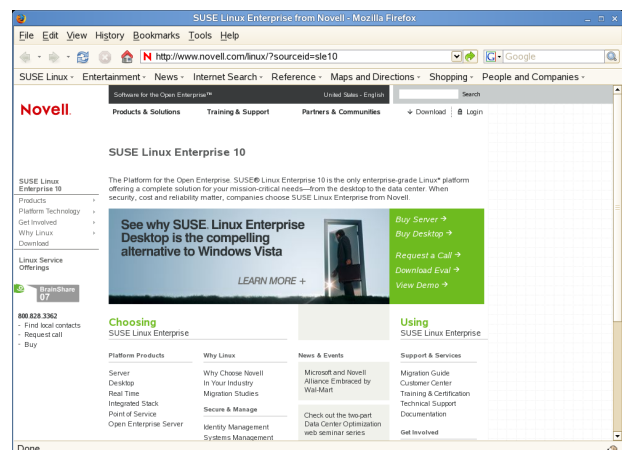 SUSE Linux Enterprise from Novell - Mozilla Firefox
File Edit View History Bookmarks Tools Help
N http://www.novell.com/linux/?sourceid=sle10
G Google
SUSE Linux Entertainment News Internet Search Reference Maps and Directions Shopping People and Companies
Software for the Open Enterprise™ United States - English Search
Novell.
Products & Solutions Training & Support Partners & Communities Download Login
SUSE Linux Enterprise 10
The Platform for the Open Enterprise. SUSE® Linux Enterprise 10 is the only enterprise-grade Linux* platform
offering a complete solution for your mission-critical needs—from the desktop to the data center. When
security, cost and reliability matter, companies choose SUSE Linux Enterprise from Novell.
SUSE Linux
Enterprise 10
Products
Platform Technology
Get Involved
Why Linux
Download
Linux Service
Offerings
BrainShare
07
800.828.3362
- Find local contacts
- Request call
- Buy
See why SUSE Linux Enterprise
Desktop is the compelling
alternative to Windows Vista
LEARN MORE +
Buy Server →
Buy Desktop →
Request a Call →
Download Eval →
View Demo →
Choosing
SUSE Linux Enterprise
Using
SUSE Linux Enterprise
Platform Products
Server
Desktop
Real Time
Integrated Stack
Point of Service
Open Enterprise Server
Why Linux
Why Choose Novell
In Your Industry
Migration Studies
Secure & Manage
Identity Management
Systems Management
News & Events
Microsoft and Novell
Alliance Embraced by
Wal-Mart
Check out the two-part
Data Center Optimization
web seminar series
Support & Services
Migration Guide
Customer Center
Training & Certification
Technical Support
Documentation
Get Involved
Done